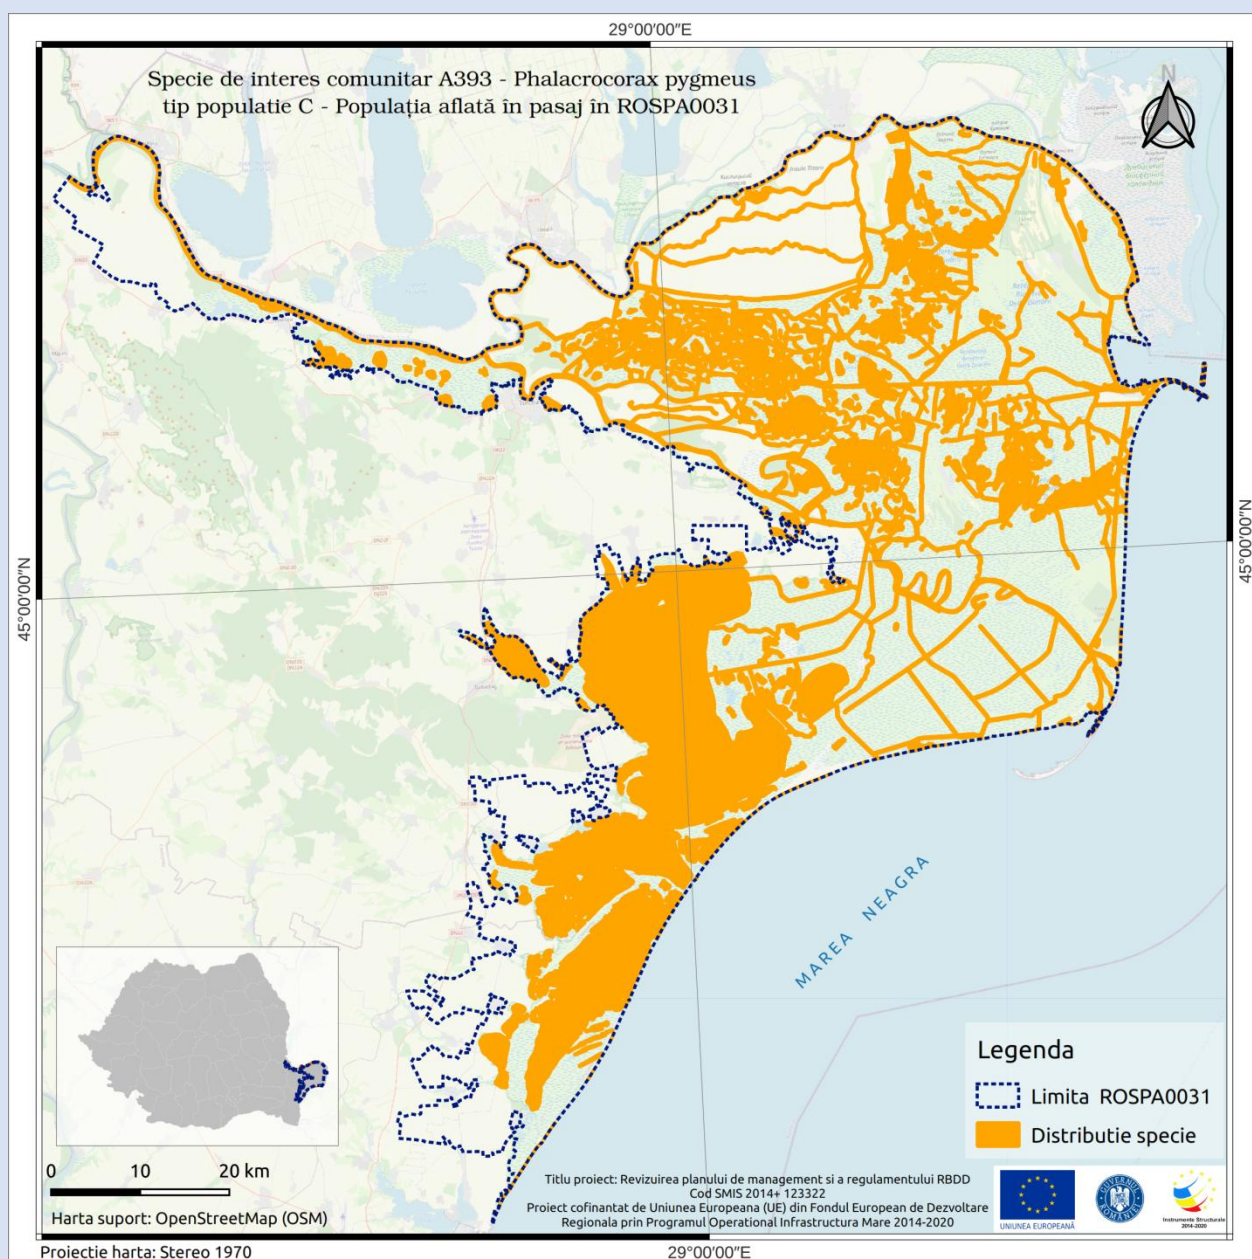 29°00'00"E
Specie de interes comunitar A393 - Phalacrocorax pygmeus
tip populatie C - Populația aflată în pasaj în ROSPA0031
N
45°00'00"N
45°00'00"N
MAREA NEAGRA
Legenda
Limita ROSPA0031
Distributie specie
0 10 20 km
Harta suport: OpenStreetMap (OSM)
Titlu proiect: Revizuirea planului de management si a regulamentului RBDD
Cod SMIS 2014+ 123322
Proiect cofinantat de Uniunea Europeana (UE) din Fondul European de Dezvoltare
Regionala prin Programul Operational Infrastructura Mare 2014-2020
UNIUNEA EUROPEANĂ
GUVERNUL ROMÂNIEI
Instrumente Structurale
2014-2020
Proiectie harta: Stereo 1970
29°00'00"E